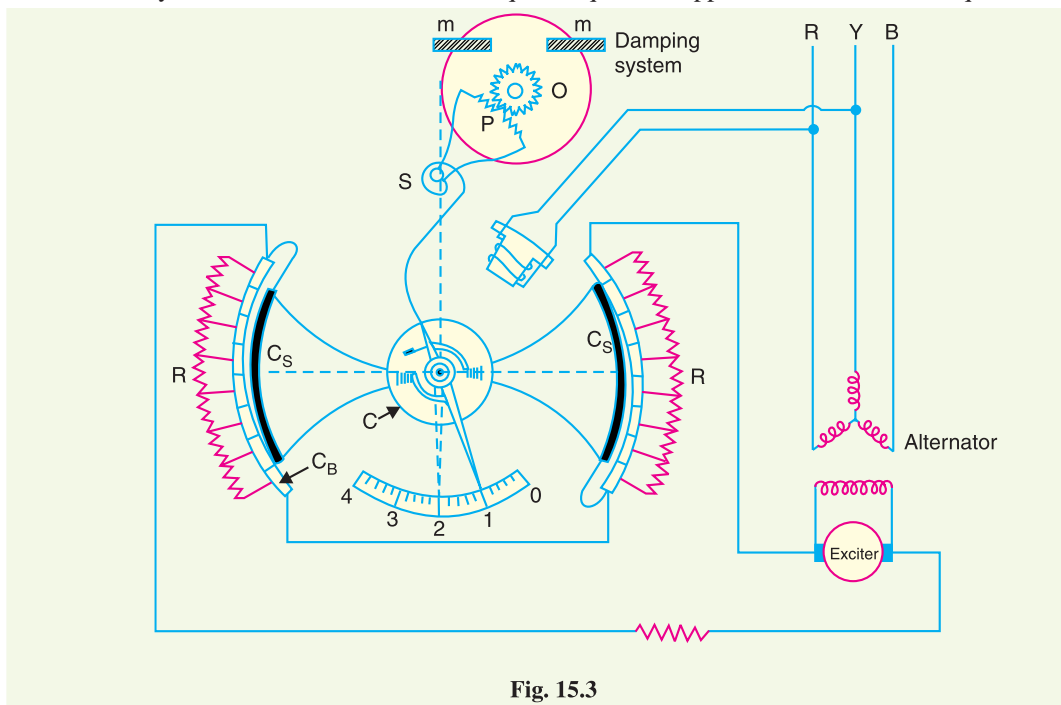 m m
Damping
system
R Y B
O
P
S
C_S
C_S
R
R
C
C_B
Alternator
4 3 2 1 0
Exciter
Fig. 15.3